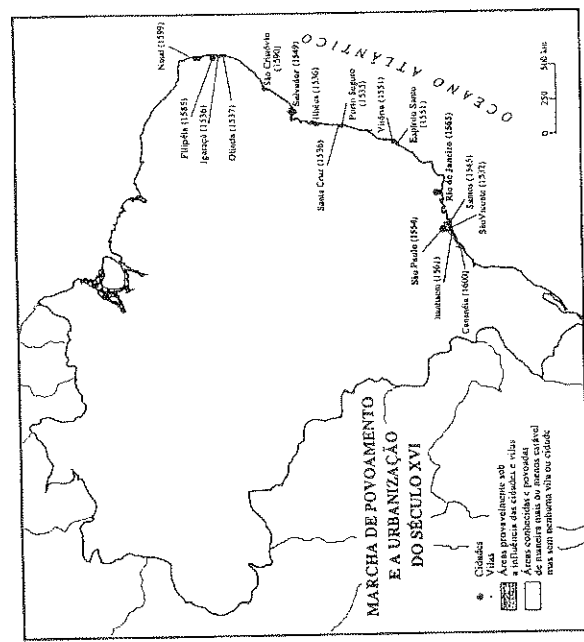 Natal (1599)
Filipéia (1585)
Igaraçú (1536)
Olinda (1537)
São Cristóvão
(1590)
Salvador (1549)
Ilhéus (1536)
Santa Cruz (1536)
Porto Seguro
(1535)
Vitória (1551)
Espírito Santo
(1551)
Rio de Janeiro (1565)
Santos (1545)
São Vicente (1532)
São Paulo (1554)
Itanhaém (1561)
Cananéia (1600)
OCEANO ATLÂNTICO
0 250 500 km
MARCHA DE POVOAMENTO
E A URBANIZAÇÃO
DO SÉCULO XVI
Cidades
Vilas
Áreas provavelmente sob
a influência das cidades e vilas
Áreas conhecidas e povoadas
de maneira mais ou menos estável
mas sem nenhuma vila ou cidade